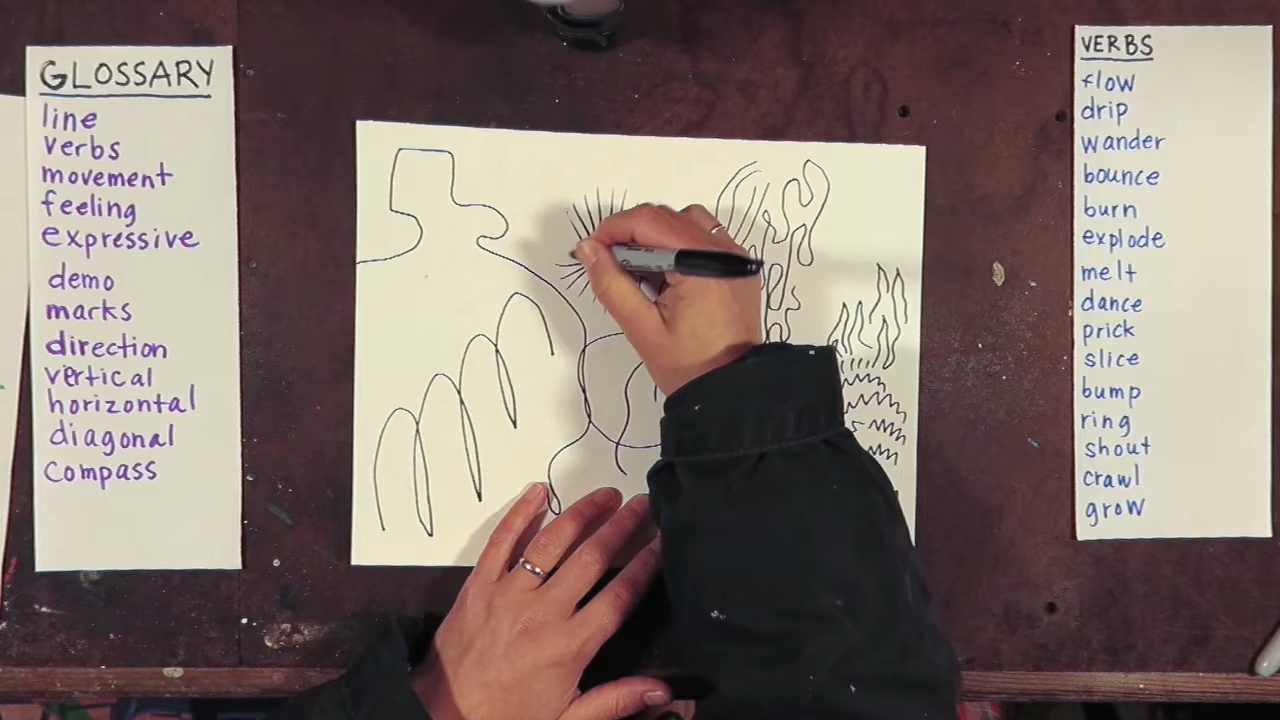 GLOSSARY
line
verbs
movement
feeling
expressive
demo
marks
direction
vertical
horizontal
diagonal
compass
VERBS
flow
drip
wander
bounce
burn
explode
melt
dance
prick
slice
bump
ring
shout
crawl
grow